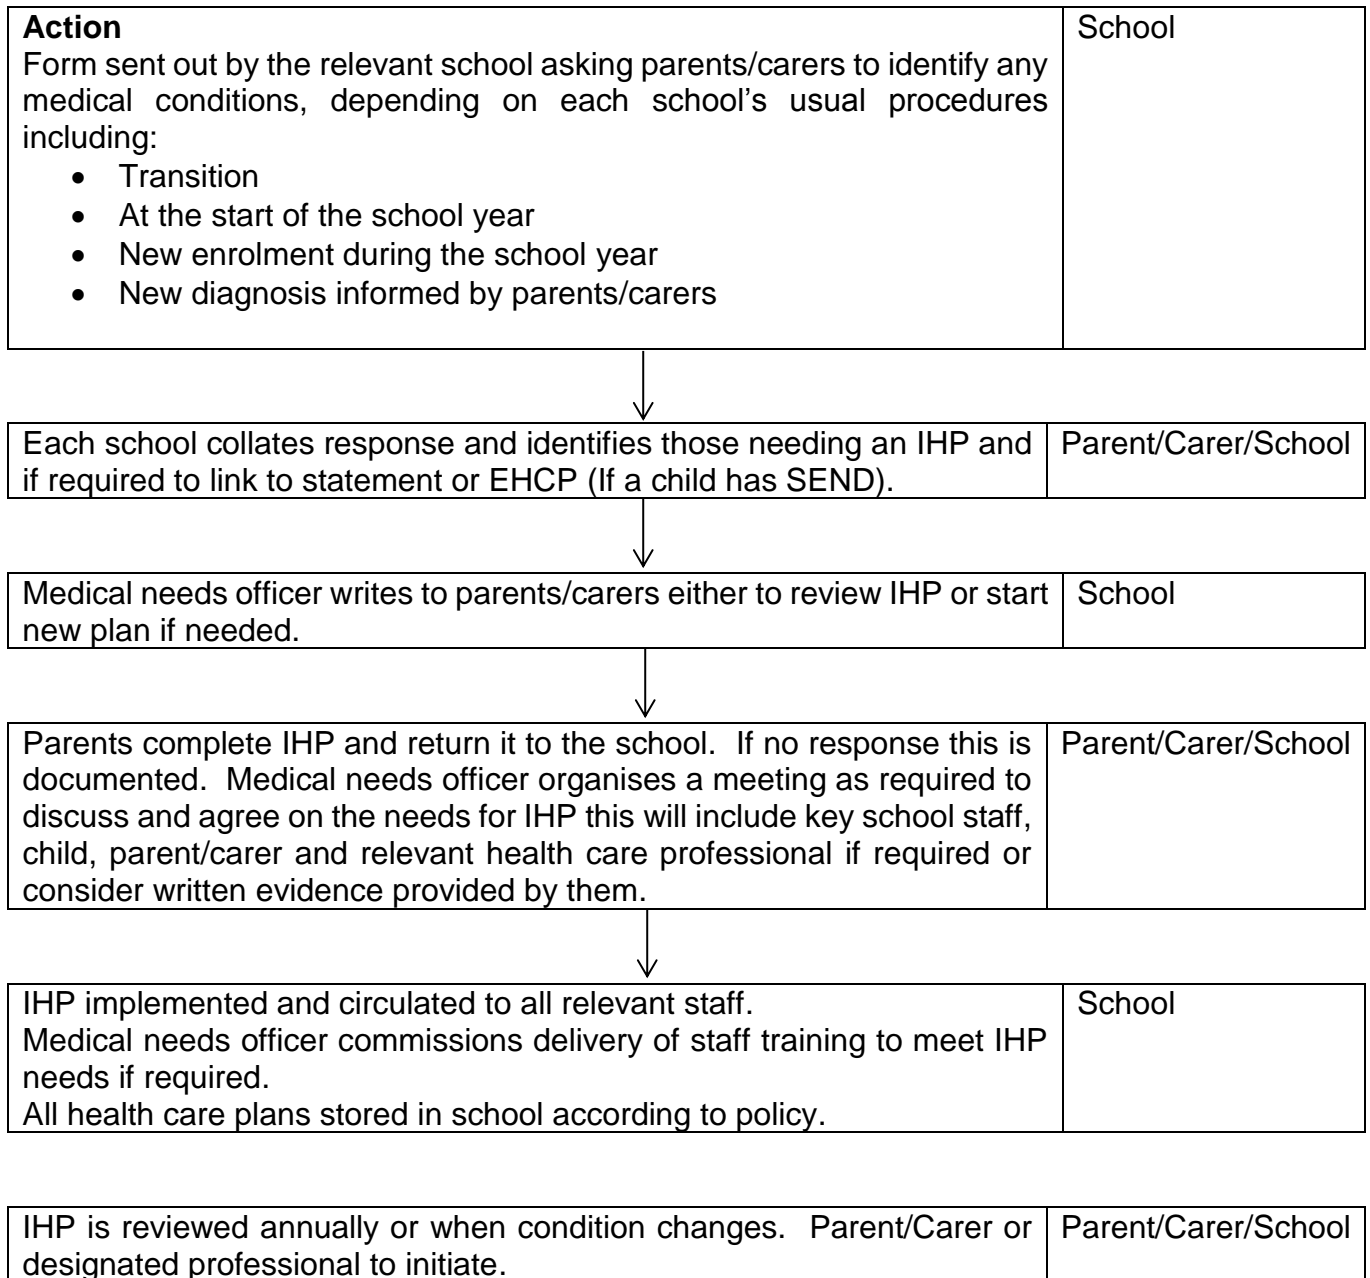 Action
School
Form sent out by the relevant school asking parents/carers to identify any
medical conditions, depending on each school's usual procedures
including:
• Transition
• At the start of the school year
• New enrolment during the school year
• New diagnosis informed by parents/carers
Each school collates response and identifies those needing an IHP and
if required to link to statement or EHCP (If a child has SEND).
Parent/Carer/School
Medical needs officer writes to parents/carers either to review IHP or start
new plan if needed.
School
Parents complete IHP and return it to the school. If no response this is
documented. Medical needs officer organises a meeting as required to
discuss and agree on the needs for IHP this will include key school staff,
child, parent/carer and relevant health care professional if required or
consider written evidence provided by them.
Parent/Carer/School
IHP implemented and circulated to all relevant staff.
Medical needs officer commissions delivery of staff training to meet IHP
needs if required.
All health care plans stored in school according to policy.
School
IHP is reviewed annually or when condition changes. Parent/Carer or
designated professional to initiate.
Parent/Carer/School